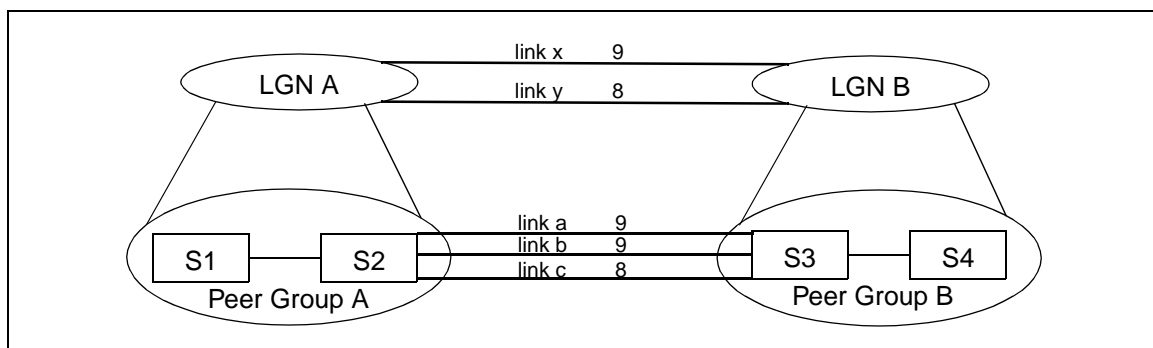 link x 9
LGN A
LGN B
link y 8
link a 9
link b 9
S1
S2
S3
S4
link c 8
Peer Group A
Peer Group B